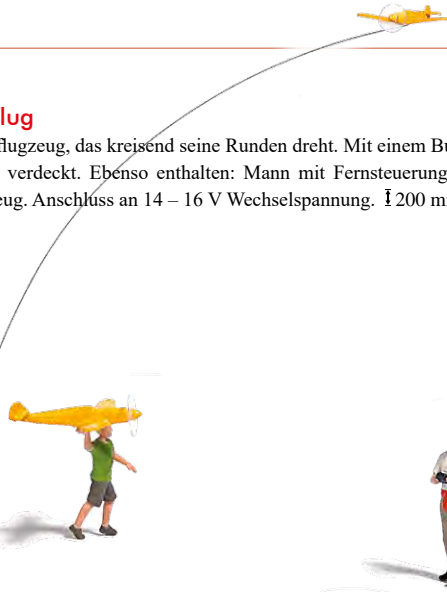 lug
flugzeug, das kreisend seine Runden dreht. Mit einem Bu
verdeckt. Ebenso enthalten: Mann mit Fernsteuerung
eug. Anschluss an 14 – 16 V Wechselspannung. 200 m